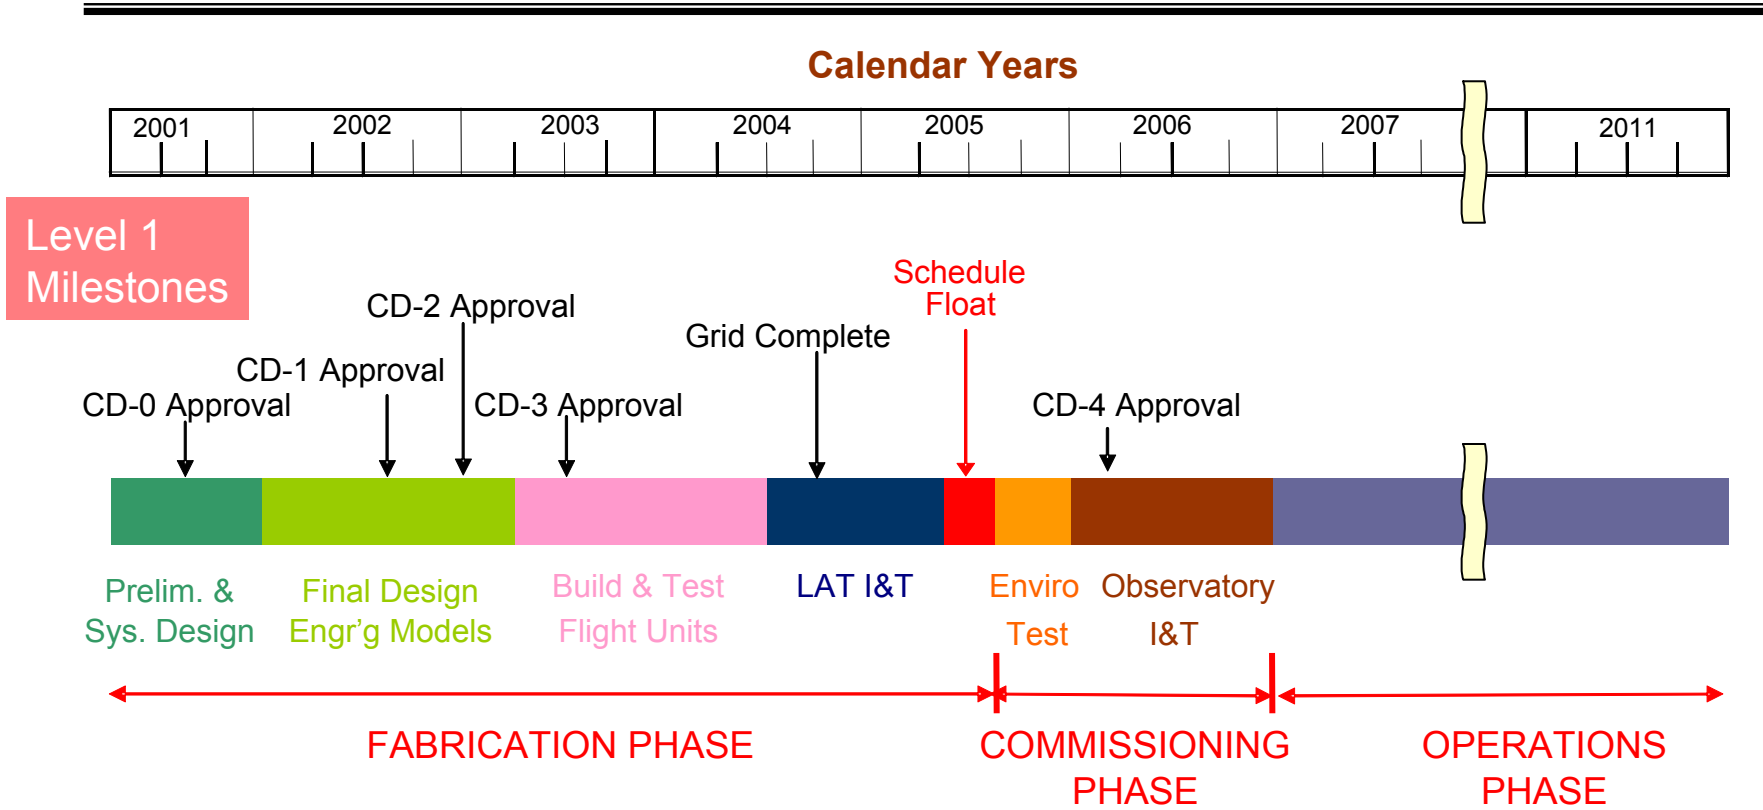 Calendar Years
2001 2002 2003 2004 2005 2006 2007 2011
Level 1
Milestones
Schedule
Float
CD-2 Approval
Grid Complete
CD-1 Approval
CD-0 Approval
CD-3 Approval
CD-4 Approval
Prelim. &
Sys. Design
Final Design
Engr'g Models
Build & Test
Flight Units
LAT I&T
Enviro
Test
Observatory
I&T
FABRICATION PHASE
COMMISSIONING
PHASE
OPERATIONS
PHASE